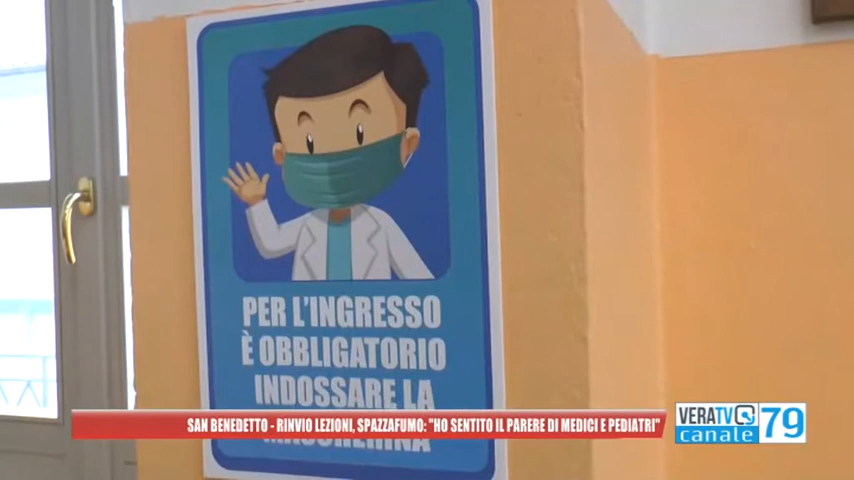 PER L'INGRESSO
È OBBLIGATORIO
INDOSSARE LA
MASCHERINA
SAN BENEDETTO - RINVIO LEZIONI, SPAZZAFUMO: "HO SENTITO IL PARERE DI MEDICI E PEDIATRI"
VERATV
canale 79